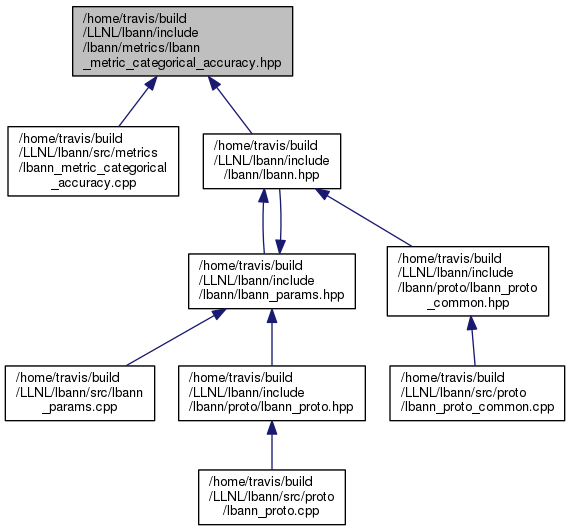 /home/travis/build
/LLNL/lbann/include
/lbann/metrics/lbann
_metric_categorical_accuracy.hpp
/home/travis/build
/LLNL/lbann/src/metrics
/lbann_metric_categorical
_accuracy.cpp
/home/travis/build
/LLNL/lbann/include
/lbann/lbann.hpp
/home/travis/build
/LLNL/lbann/include
/lbann/lbann_params.hpp
/home/travis/build
/LLNL/lbann/include
/lbann/proto/lbann_proto
_common.hpp
/home/travis/build
/LLNL/lbann/src/lbann
_params.cpp
/home/travis/build
/LLNL/lbann/include
/lbann/proto/lbann_proto.hpp
/home/travis/build
/LLNL/lbann/src/proto
/lbann_proto_common.cpp
/home/travis/build
/LLNL/lbann/src/proto
/lbann_proto.cpp